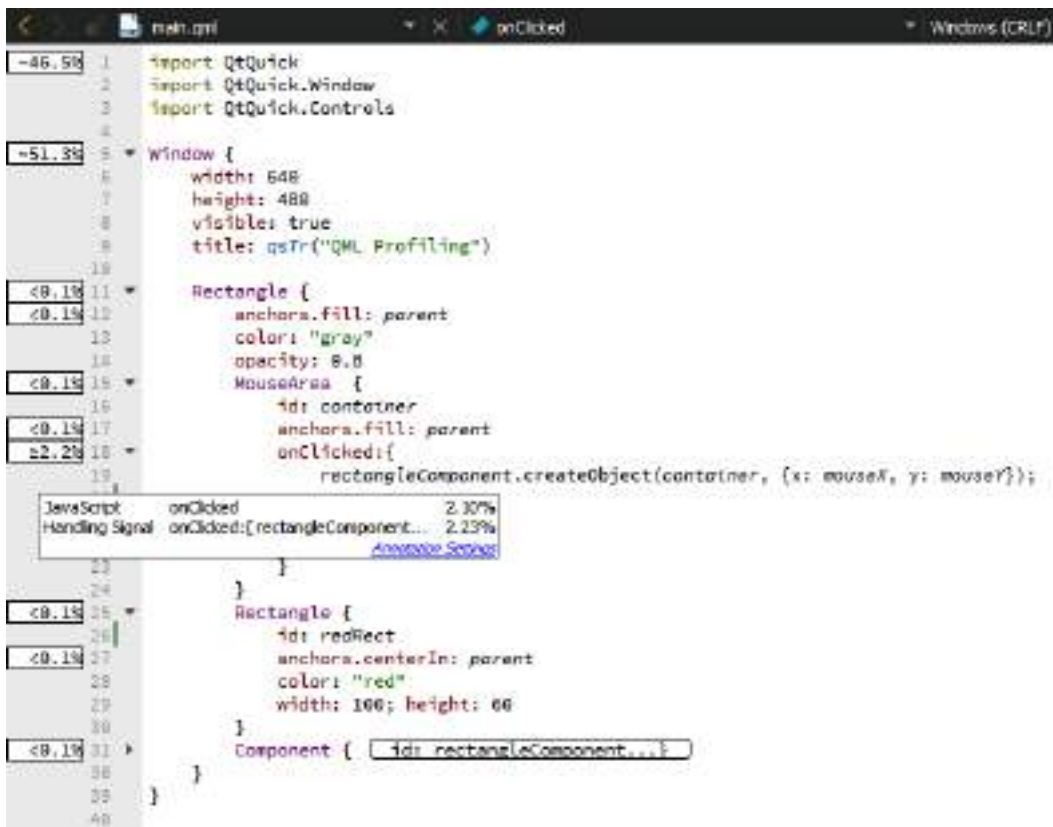 main.qml onClicked Windows (CRLF)
~46.5% 1 import QtQuick
2 import QtQuick.Window
3 import QtQuick.Controls
4
~51.3% 5 Window {
6 width: 640
7 height: 480
8 visible: true
9 title: qsTr("QML Profiling")
10
<0.1% 11 Rectangle {
<0.1% 12 anchors.fill: parent
13 color: "gray"
14 opacity: 0.8
<0.1% 15 MouseArea {
16 id: container
<0.1% 17 anchors.fill: parent
≥2.2% 18 onClicked:{
19 rectangleComponent.createObject(container, {x: mouseX, y: mouseY});
JavaScript onClicked 2.10%
Handling Signal onClicked:{rectangleComponent... 2.23%
Annotation Settings
23 }
24 }
<0.1% 25 Rectangle {
26 id: redRect
<0.1% 27 anchors.centerIn: parent
28 color: "red"
29 width: 100; height: 60
30 }
<0.1% 31 Component { id: rectangleComponent...}
38 }
39 }
40